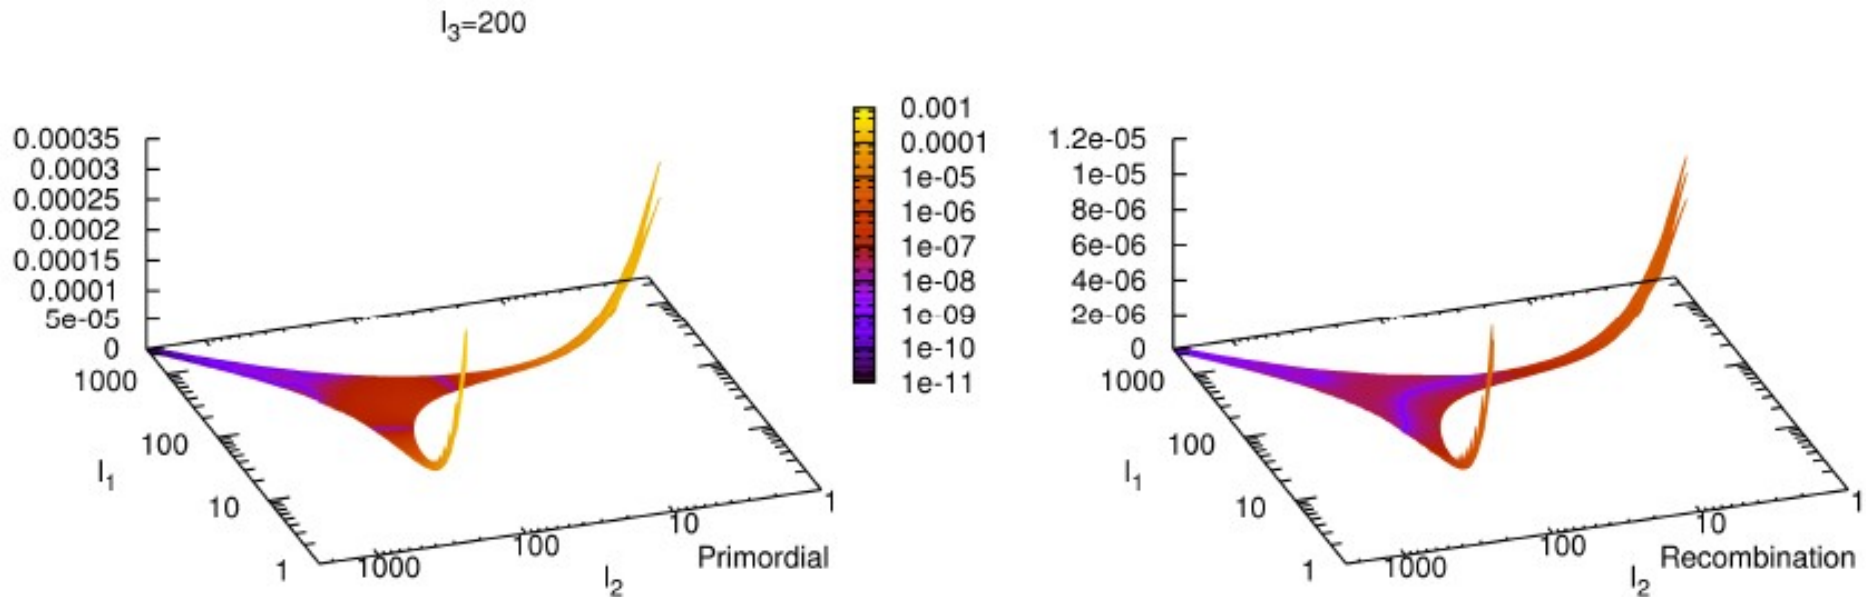 l3=200
0.00035
0.0003
0.00025
0.0002
0.00015
0.0001
5e-05
0
1000
100
10
1
l1
1000
100
10
1
l2
Primordial
0.001
0.0001
1e-05
1e-06
1e-07
1e-08
1e-09
1e-10
1e-11
1.2e-05
1e-05
8e-06
6e-06
4e-06
2e-06
0
1000
100
10
1
l1
1000
100
10
1
l2
Recombination